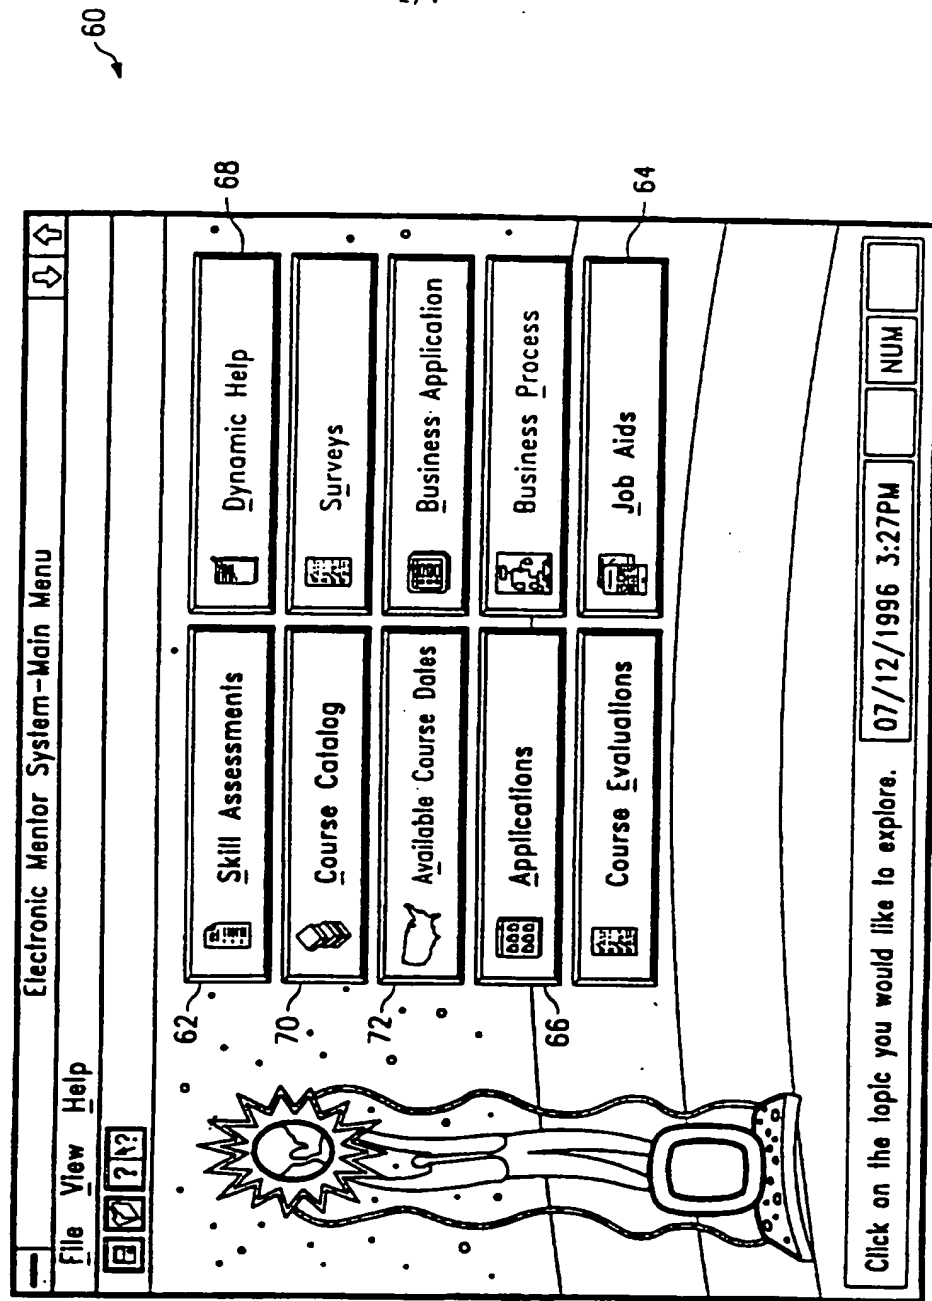 60
Electronic Mentor System-Main Menu
File View Help
?
62
Skill Assessments
Dynamic Help
68
70
Course Catalog
Surveys
72
Available Course Dates
Business Application
Applications
Business Process
66
Course Evaluations
Job Aids
64
Click on the topic you would like to explore.
07/12/1996 3:27PM
NUM